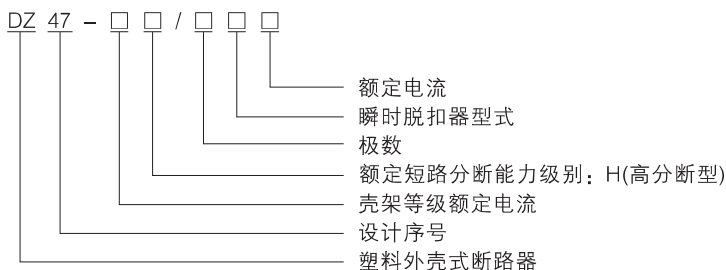 DZ 47 - □ □ / □ □ □
额定电流
瞬时脱扣器型式
极数
额定短路分断能力级别：H(高分断型)
壳架等级额定电流
设计序号
塑料外壳式断路器